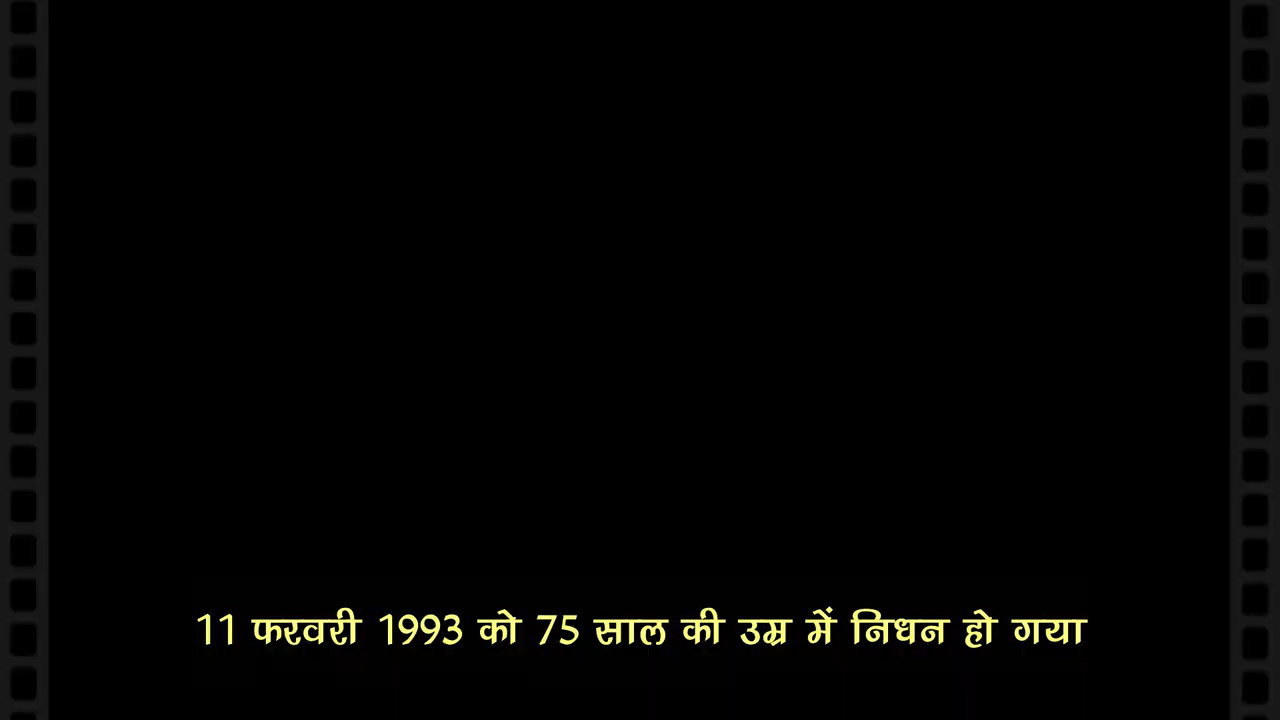 11 फरवरी 1993 को 75 साल की उम्र में निधन हो गया